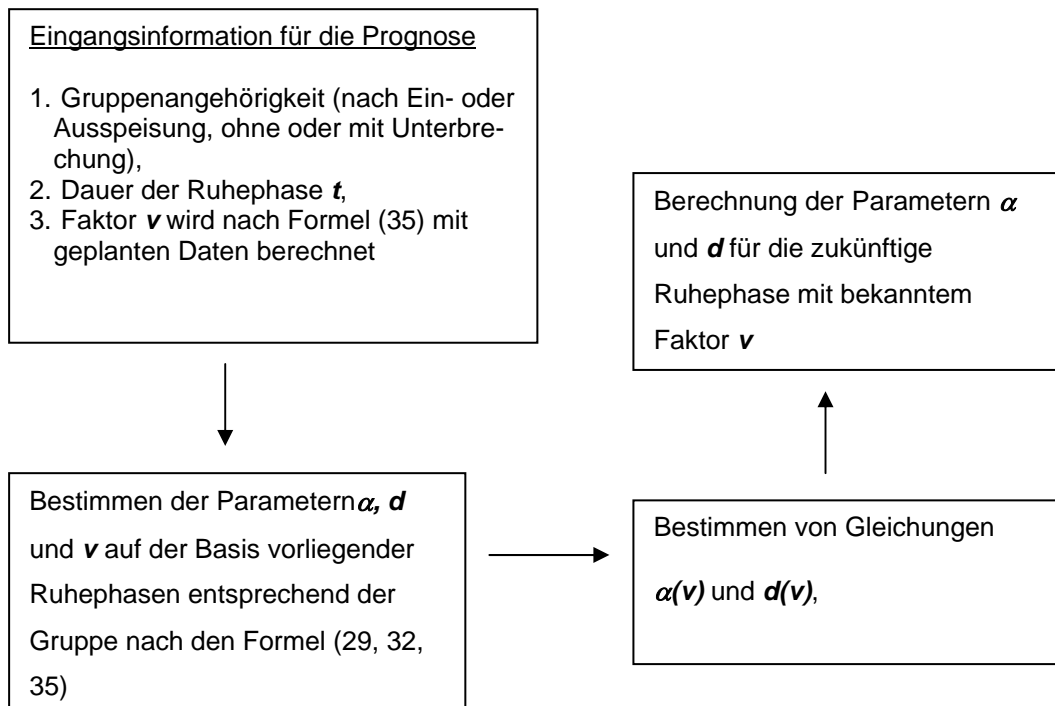 Eingangsinformation für die Prognose
1. Gruppenangehörigkeit (nach Ein- oder
Ausspeisung, ohne oder mit Unterbre-
chung),
2. Dauer der Ruhephase t,
3. Faktor v wird nach Formel (35) mit
geplanten Daten berechnet
Bestimmen der Parametern α, d
und v auf der Basis vorliegender
Ruhephasen entsprechend der
Gruppe nach den Formel (29, 32,
35)
Bestimmen von Gleichungen
α(v) und d(v),
Berechnung der Parametern α
und d für die zukünftige
Ruhephase mit bekanntem
Faktor v